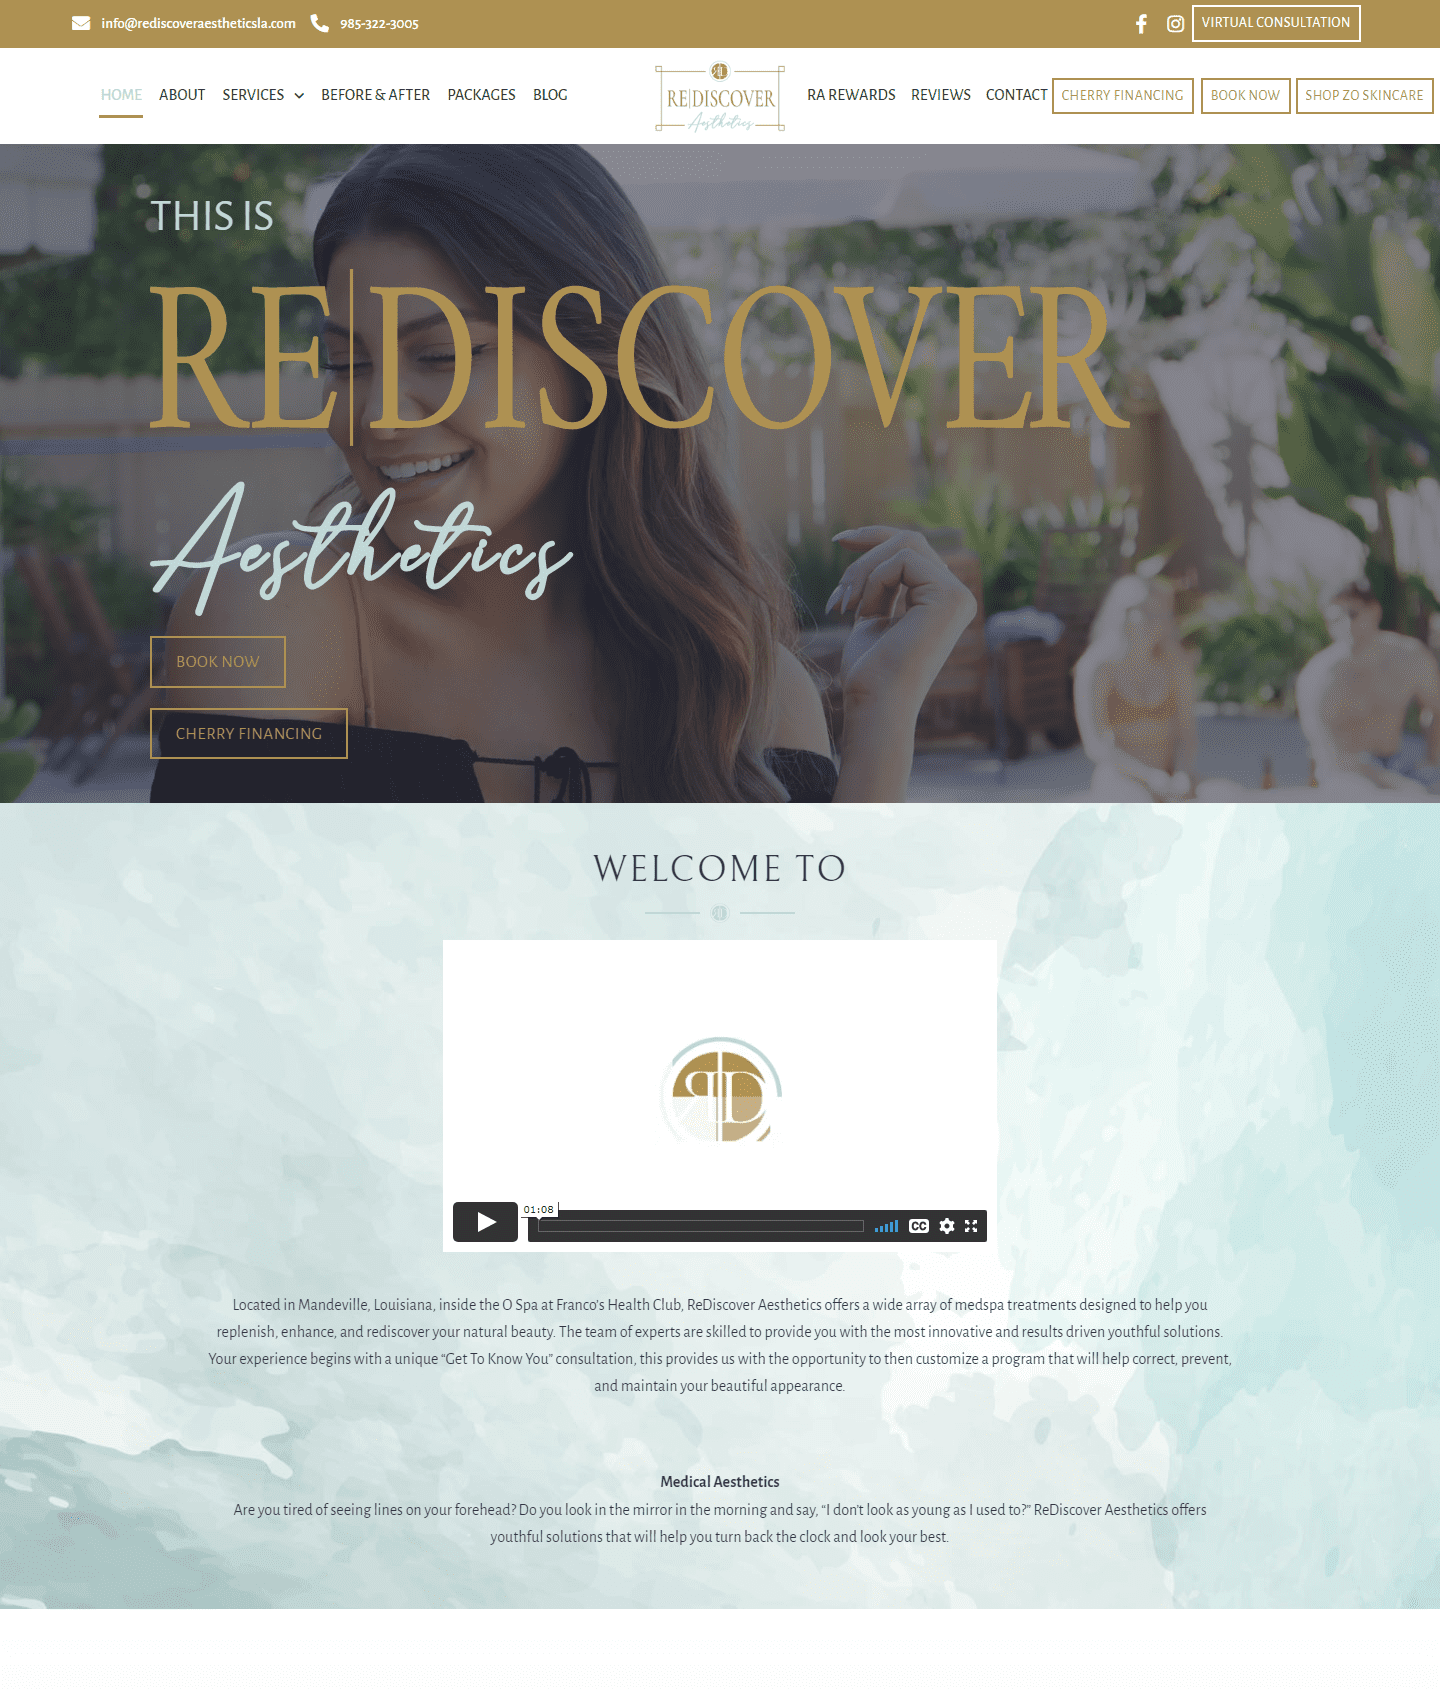 info@rediscoveraestheticsla.com 985-322-3005 VIRTUAL CONSULTATION
HOME ABOUT SERVICES BEFORE & AFTER PACKAGES BLOG RE|DISCOVER Aesthetics RA REWARDS REVIEWS CONTACT CHERRY FINANCING BOOK NOW SHOP ZO SKINCARE
THIS IS
RE|DISCOVER
Aesthetics
BOOK NOW
CHERRY FINANCING
WELCOME TO
RD
01:08
CC
Located in Mandeville, Louisiana, inside the O Spa at Franco's Health Club, ReDiscover Aesthetics offers a wide array of medspa treatments designed to help you
replenish, enhance, and rediscover your natural beauty. The team of experts are skilled to provide you with the most innovative and results driven youthful solutions.
Your experience begins with a unique “Get To Know You” consultation, this provides us with the opportunity to then customize a program that will help correct, prevent,
and maintain your beautiful appearance.
Medical Aesthetics
Are you tired of seeing lines on your forehead? Do you look in the mirror in the morning and say, “I don't look as young as I used to?” ReDiscover Aesthetics offers
youthful solutions that will help you turn back the clock and look your best.